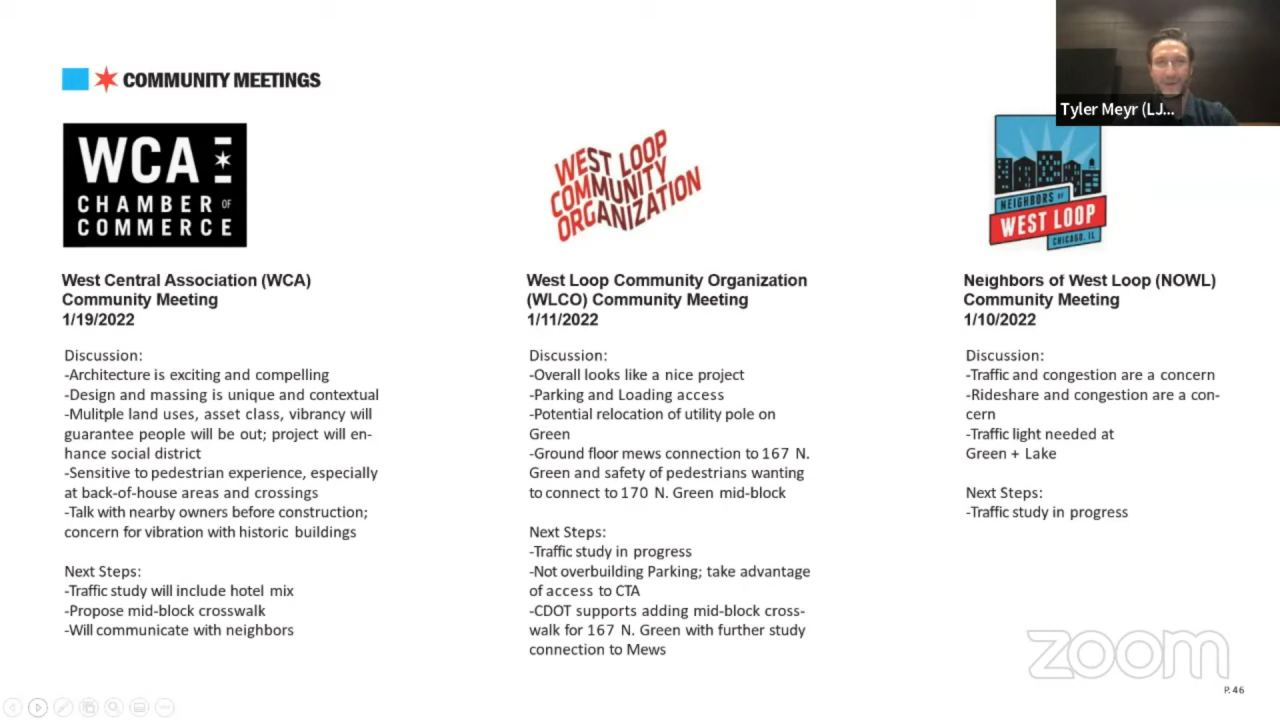 COMMUNITY MEETINGS
Tyler Meyr (LJ...
WCA
CHAMBER OF
COMMERCE
West Central Association (WCA)
Community Meeting
1/19/2022
Discussion:
-Architecture is exciting and compelling
-Design and massing is unique and contextual
-Mulitple land uses, asset class, vibrancy will
guarantee people will be out; project will en-
hance social district
-Sensitive to pedestrian experience, especially
at back-of-house areas and crossings
-Talk with nearby owners before construction;
concern for vibration with historic buildings
Next Steps:
-Traffic study will include hotel mix
-Propose mid-block crosswalk
-Will communicate with neighbors
WEST LOOP
COMMUNITY
ORGANIZATION
West Loop Community Organization
(WLCO) Community Meeting
1/11/2022
Discussion:
-Overall looks like a nice project
-Parking and Loading access
-Potential relocation of utility pole on
Green
-Ground floor mews connection to 167 N.
Green and safety of pedestrians wanting
to connect to 170 N. Green mid-block
Next Steps:
-Traffic study in progress
-Not overbuilding Parking; take advantage
of access to CTA
-CDOT supports adding mid-block cross-
walk for 167 N. Green with further study
connection to Mews
NEIGHBORS OF
WEST LOOP
CHICAGO, IL
Neighbors of West Loop (NOWL)
Community Meeting
1/10/2022
Discussion:
-Traffic and congestion are a concern
-Rideshare and congestion are a con-
cern
-Traffic light needed at
Green + Lake
Next Steps:
-Traffic study in progress
zoom
P. 46